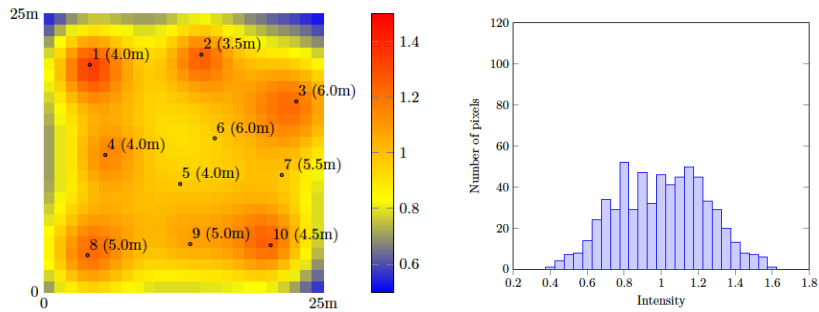 25m
1 (4.0m)
2 (3.5m)
3 (6.0m)
4 (4.0m)
6 (6.0m)
5 (4.0m)
7 (5.5m)
8 (5.0m)
9 (5.0m)
10 (4.5m)
0
0
25m
1.4
1.2
1
0.8
0.6
Number of pixels
120
100
80
60
40
20
0
0.2 0.4 0.6 0.8 1 1.2 1.4 1.6 1.8
Intensity